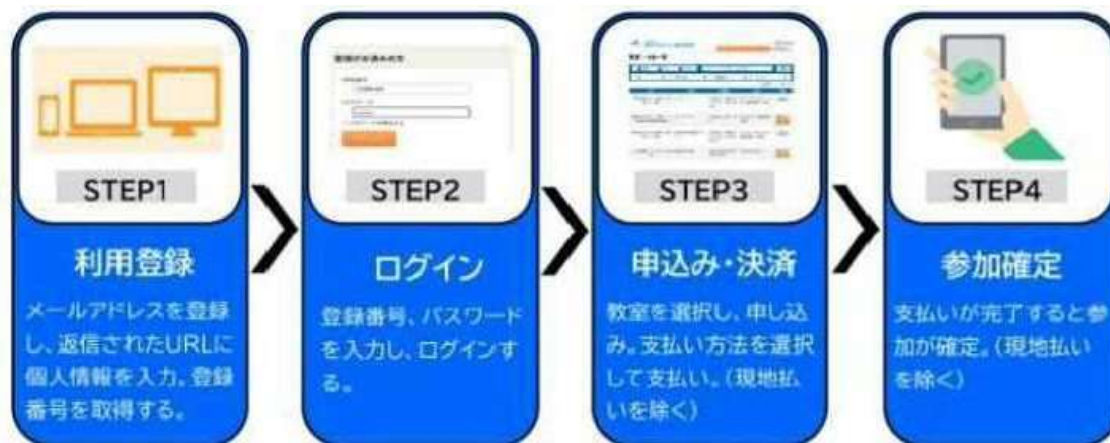 STEP1
利用登録
メールアドレスを登録
し、返信されたURLに
個人情報を入力。登録
番号を取得する。
STEP2
ログイン
登録番号、パスワード
を入力し、ログインす
る。
STEP3
申込み・決済
教室を選択し、申し込
み。支払い方法を選択
して支払い。(現地払
いを除く)
STEP4
参加確定
支払いが完了すると参
加が確定。(現地払い
を除く)